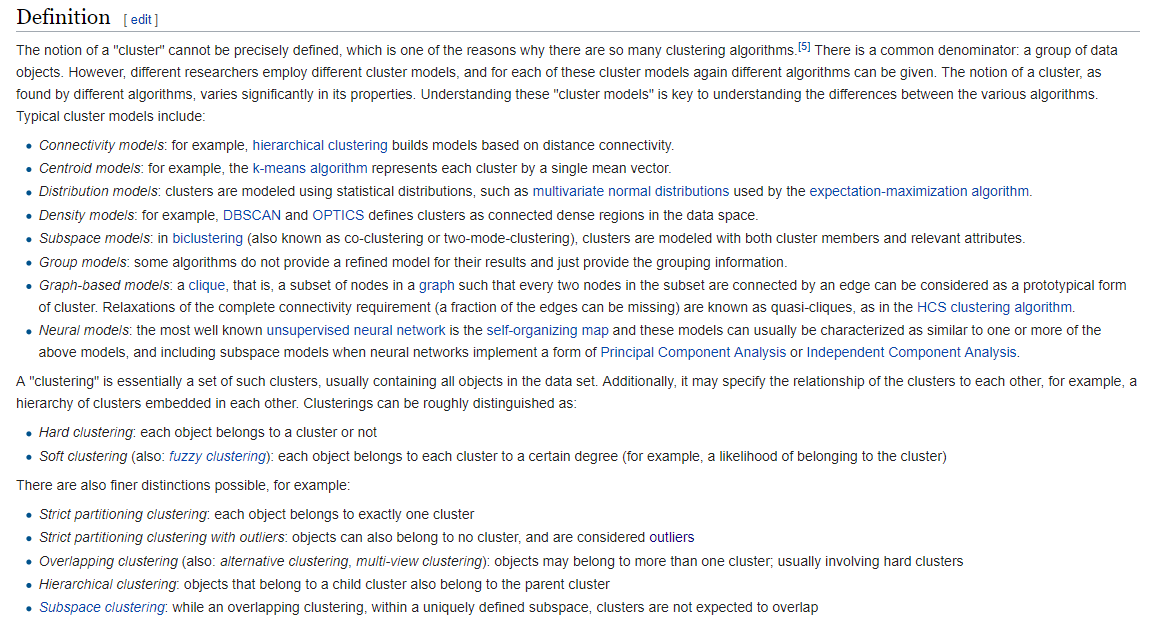 Definition [ edit ]
The notion of a "cluster" cannot be precisely defined, which is one of the reasons why there are so many clustering algorithms.[5] There is a common denominator: a group of data
objects. However, different researchers employ different cluster models, and for each of these cluster models again different algorithms can be given. The notion of a cluster, as
found by different algorithms, varies significantly in its properties. Understanding these "cluster models" is key to understanding the differences between the various algorithms.
Typical cluster models include:
• Connectivity models: for example, hierarchical clustering builds models based on distance connectivity.
• Centroid models: for example, the k-means algorithm represents each cluster by a single mean vector.
• Distribution models: clusters are modeled using statistical distributions, such as multivariate normal distributions used by the expectation-maximization algorithm.
• Density models: for example, DBSCAN and OPTICS defines clusters as connected dense regions in the data space.
• Subspace models: in biclustering (also known as co-clustering or two-mode-clustering), clusters are modeled with both cluster members and relevant attributes.
• Group models: some algorithms do not provide a refined model for their results and just provide the grouping information.
• Graph-based models: a clique, that is, a subset of nodes in a graph such that every two nodes in the subset are connected by an edge can be considered as a prototypical form
of cluster. Relaxations of the complete connectivity requirement (a fraction of the edges can be missing) are known as quasi-cliques, as in the HCS clustering algorithm.
• Neural models: the most well known unsupervised neural network is the self-organizing map and these models can usually be characterized as similar to one or more of the
above models, and including subspace models when neural networks implement a form of Principal Component Analysis or Independent Component Analysis.
A "clustering" is essentially a set of such clusters, usually containing all objects in the data set. Additionally, it may specify the relationship of the clusters to each other, for example, a
hierarchy of clusters embedded in each other. Clusterings can be roughly distinguished as:
• Hard clustering: each object belongs to a cluster or not
• Soft clustering (also: fuzzy clustering): each object belongs to each cluster to a certain degree (for example, a likelihood of belonging to the cluster)
There are also finer distinctions possible, for example:
• Strict partitioning clustering: each object belongs to exactly one cluster
• Strict partitioning clustering with outliers: objects can also belong to no cluster, and are considered outliers
• Overlapping clustering (also: alternative clustering, multi-view clustering): objects may belong to more than one cluster; usually involving hard clusters
• Hierarchical clustering: objects that belong to a child cluster also belong to the parent cluster
• Subspace clustering: while an overlapping clustering, within a uniquely defined subspace, clusters are not expected to overlap